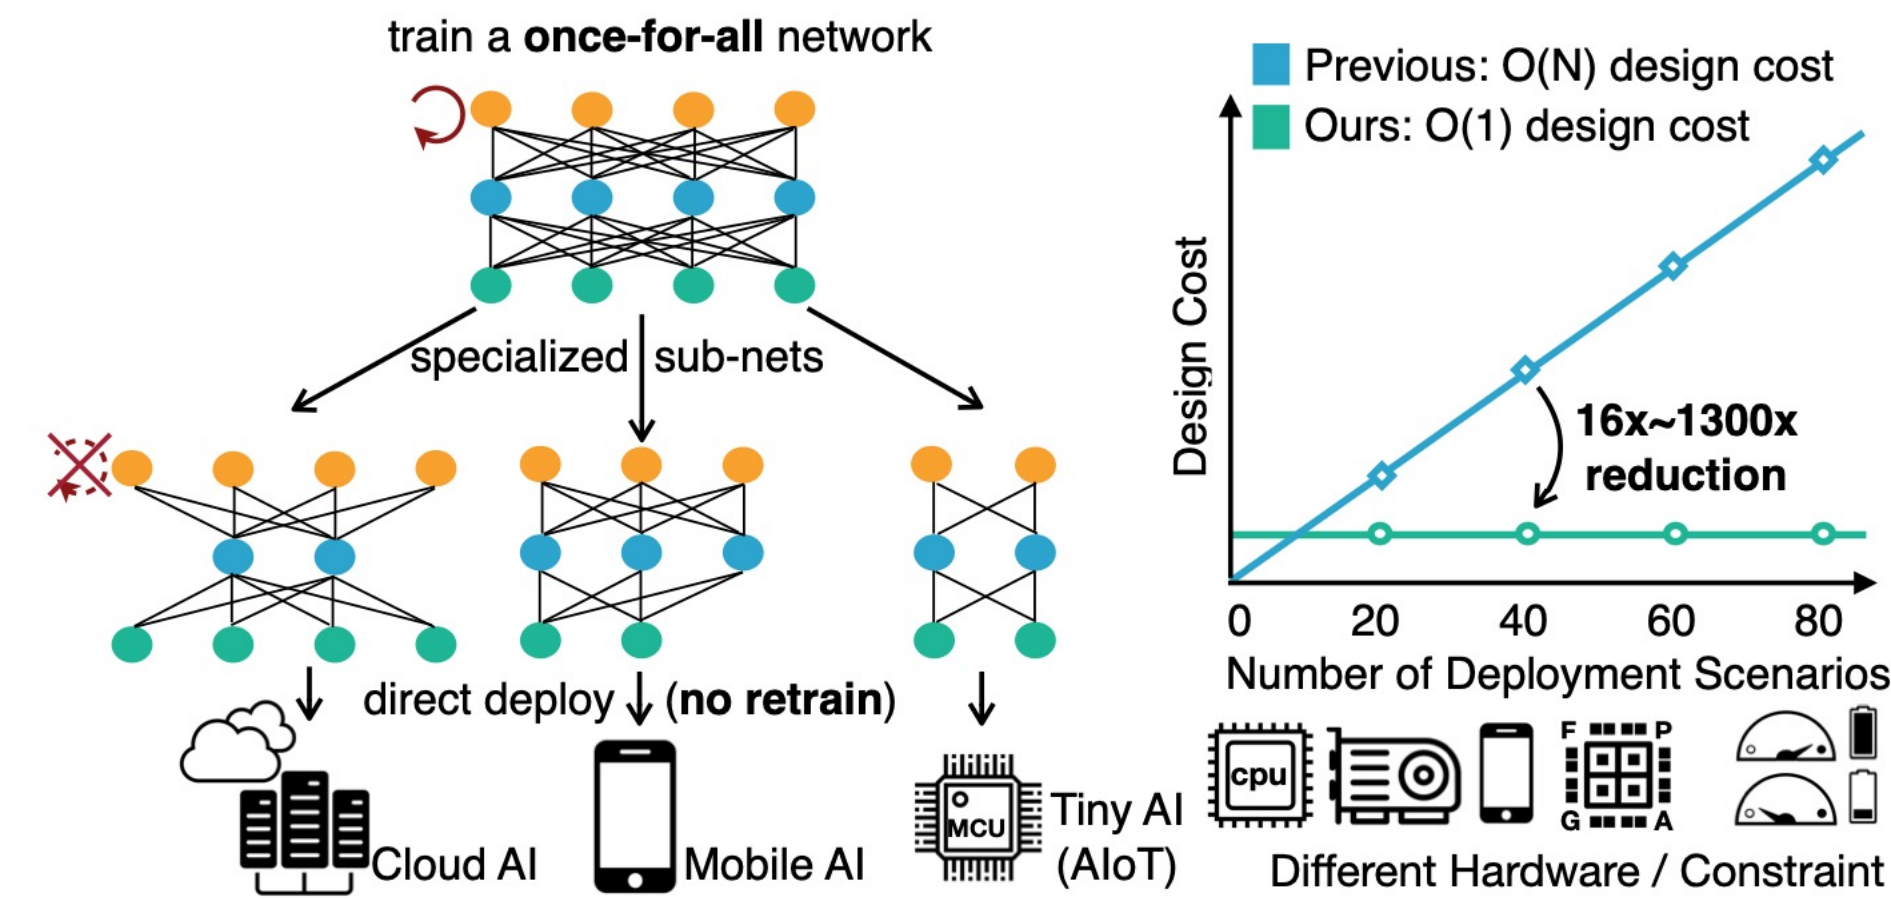 train a once-for-all network
specialized sub-nets
direct deploy (no retrain)
Cloud AI
Mobile AI
MCU
Tiny AI
(AIoT)
Previous: O(N) design cost
Ours: O(1) design cost
Design Cost
16x~1300x
reduction
0 20 40 60 80
Number of Deployment Scenarios
cpu
F P
G A
Different Hardware / Constraint